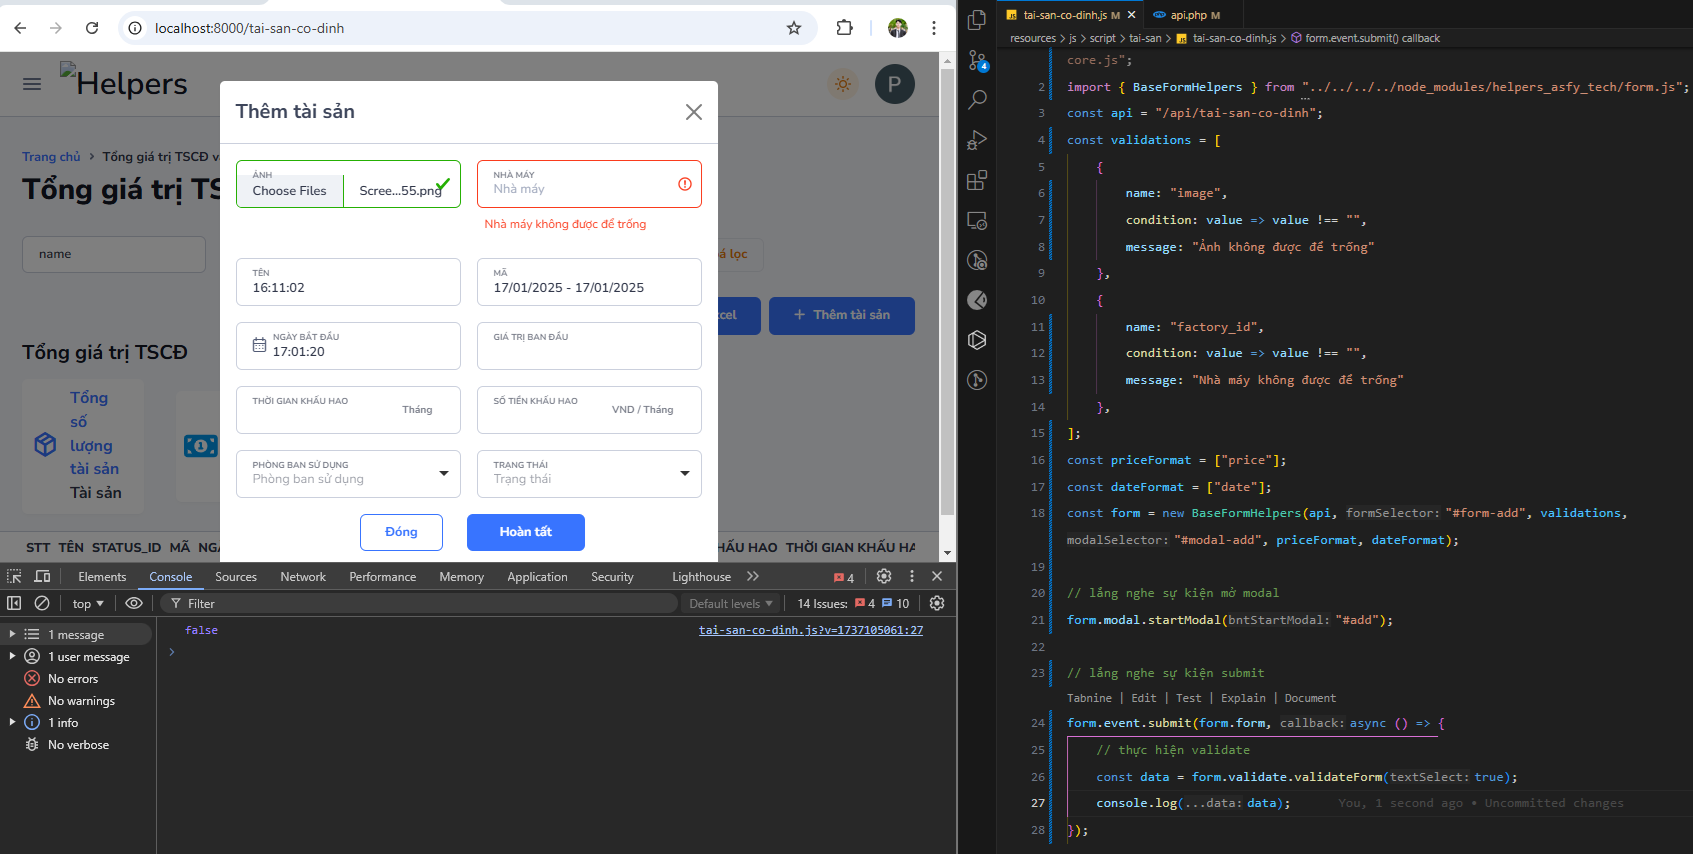 localhost:8000/tai-san-co-dinh
Helpers
P
Trang chủ > Tổng giá trị TSCĐ v
Tổng giá trị TS
name
oá lọc
xcel
+ Thêm tài sản
Tổng giá trị TSCĐ
Tổng
số
lượng
tài sản
Tài sản
STT TÊN STATUS_ID MÃ NGÀ
HẤU HAO THỜI GIAN KHẤU HA
Thêm tài sản
ẢNH
Choose Files Scree...55.png
NHÀ MÁY
Nhà máy
Nhà máy không được để trống
TÊN
16:11:02
MÃ
17/01/2025 - 17/01/2025
NGÀY BẮT ĐẦU
17:01:20
GIÁ TRỊ BAN ĐẦU
THỜI GIAN KHẤU HAO
Tháng
SỐ TIỀN KHẤU HAO
VND / Tháng
PHÒNG BAN SỬ DỤNG
Phòng ban sử dụng
TRẠNG THÁI
Trạng thái
Đóng
Hoàn tất
Elements Console Sources Network Performance Memory Application Security Lighthouse 4
top Filter Default levels 14 Issues: 4 10
1 message
1 user message
No errors
No warnings
1 info
No verbose
false tai-san-co-dinh.js?v=1737105061:27
4
tai-san-co-dinh.js M api.php M
resources > js > script > tai-san > tai-san-co-dinh.js > form.event.submit() callback
core.js";
2 import { BaseFormHelpers } from "../../../../node_modules/helpers_asfy_tech/form.js";
3 const api = "/api/tai-san-co-dinh";
4 const validations = [
5 {
6 name: "image",
7 condition: value => value !== "",
8 message: "Ảnh không được để trống"
9 },
10 {
11 name: "factory_id",
12 condition: value => value !== "",
13 message: "Nhà máy không được để trống"
14 },
15 ];
16 const priceFormat = ["price"];
17 const dateFormat = ["date"];
18 const form = new BaseFormHelpers(api, formSelector: "#form-add", validations,
modalSelector: "#modal-add", priceFormat, dateFormat);
19
20 // lắng nghe sự kiện mở modal
21 form.modal.startModal(bntStartModal: "#add");
22
23 // lắng nghe sự kiện submit
Tabnine | Edit | Test | Explain | Document
24 form.event.submit(form.form, callback: async () => {
25 // thực hiện validate
26 const data = form.validate.validateForm(textSelect: true);
27 console.log(...data: data); You, 1 second ago • Uncommitted changes
28 });